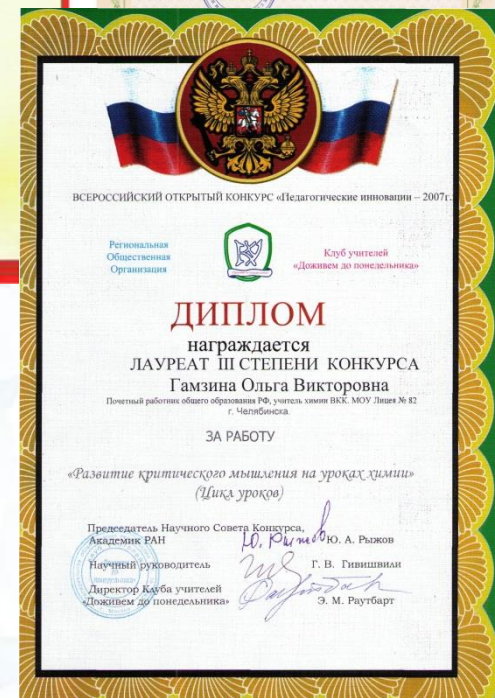 ВСЕРОССИЙСКИЙ ОТКРЫТЫЙ КОНКУРС «Педагогические инновации – 2007г.
Региональная
Общественная
Организация
Клуб учителей
«Доживем до понедельника»
ДИПЛОМ
награждается
ЛАУРЕАТ III СТЕПЕНИ КОНКУРСА
Гамзина Ольга Викторовна
Почетный работник общего образования РФ, учитель химии ВКК. МОУ Лицея № 82
г. Челябинска.
ЗА РАБОТУ
«Развитие критического мышления на уроках химии»
(Цикл уроков)
Председатель Научного Совета Конкурса,
Академик РАН Ю. А. Рыжов
Научный руководитель Г. В. Гивишвили
Директор Клуба учителей
«Доживем до понедельника» Э. М. Раутбарт